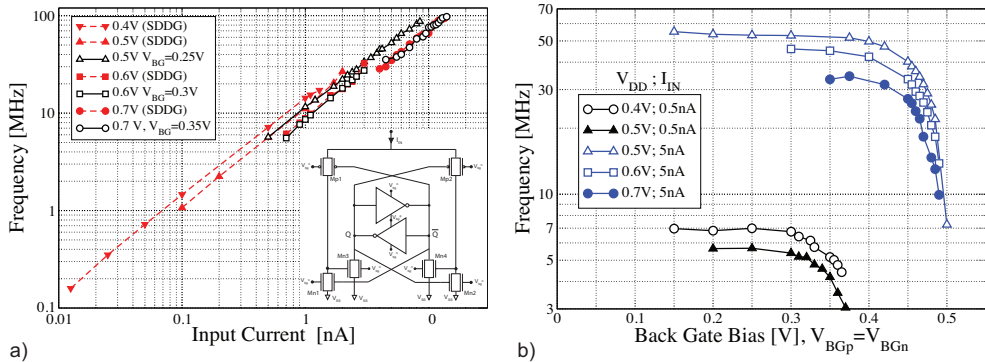 100
10
1
0.1
Frequency [MHz]
0.4V (SDDG)
0.5V (SDDG)
0.5V V_BG=0.25V
0.6V (SDDG)
0.6V V_BG=0.3V
0.7V (SDDG)
0.7 V, V_BG=0.35V
I_IN
Mp1
Mp2
Q
Q̅
Mn3
Mn4
Mn1
Mn2
0.01 0.1 1 0
Input Current [nA]
a)
70
50
30
10
7
5
3
Frequency [MHz]
V_DD ; I_IN
0.4V; 0.5nA
0.5V; 0.5nA
0.5V; 5nA
0.6V; 5nA
0.7V; 5nA
0 0.1 0.2 0.3 0.4 0.5
Back Gate Bias [V], V_BGp=V_BGn
b)